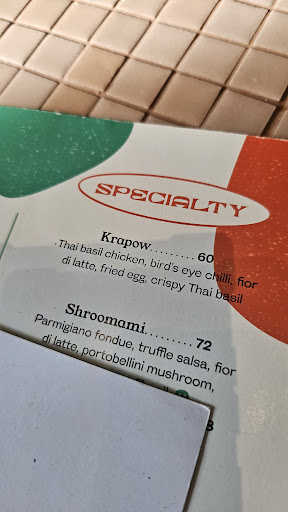 SPECIALTY
Krapow.........60
Thai basil chicken, bird's eye chilli, fior
di latte, fried egg, crispy Thai basil
Shroomami.........72
Parmigiano fondue, truffle salsa, fior
di latte, portobellini mushroom,